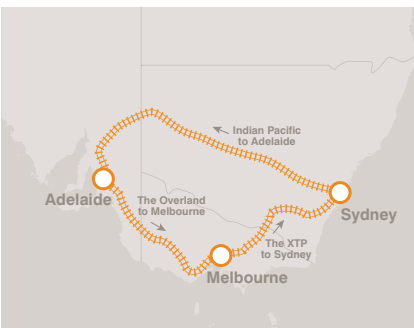 Indian Pacific
to Adelaide
Adelaide
The Overland
to Melbourne
Sydney
The XTP
to Sydney
Melbourne